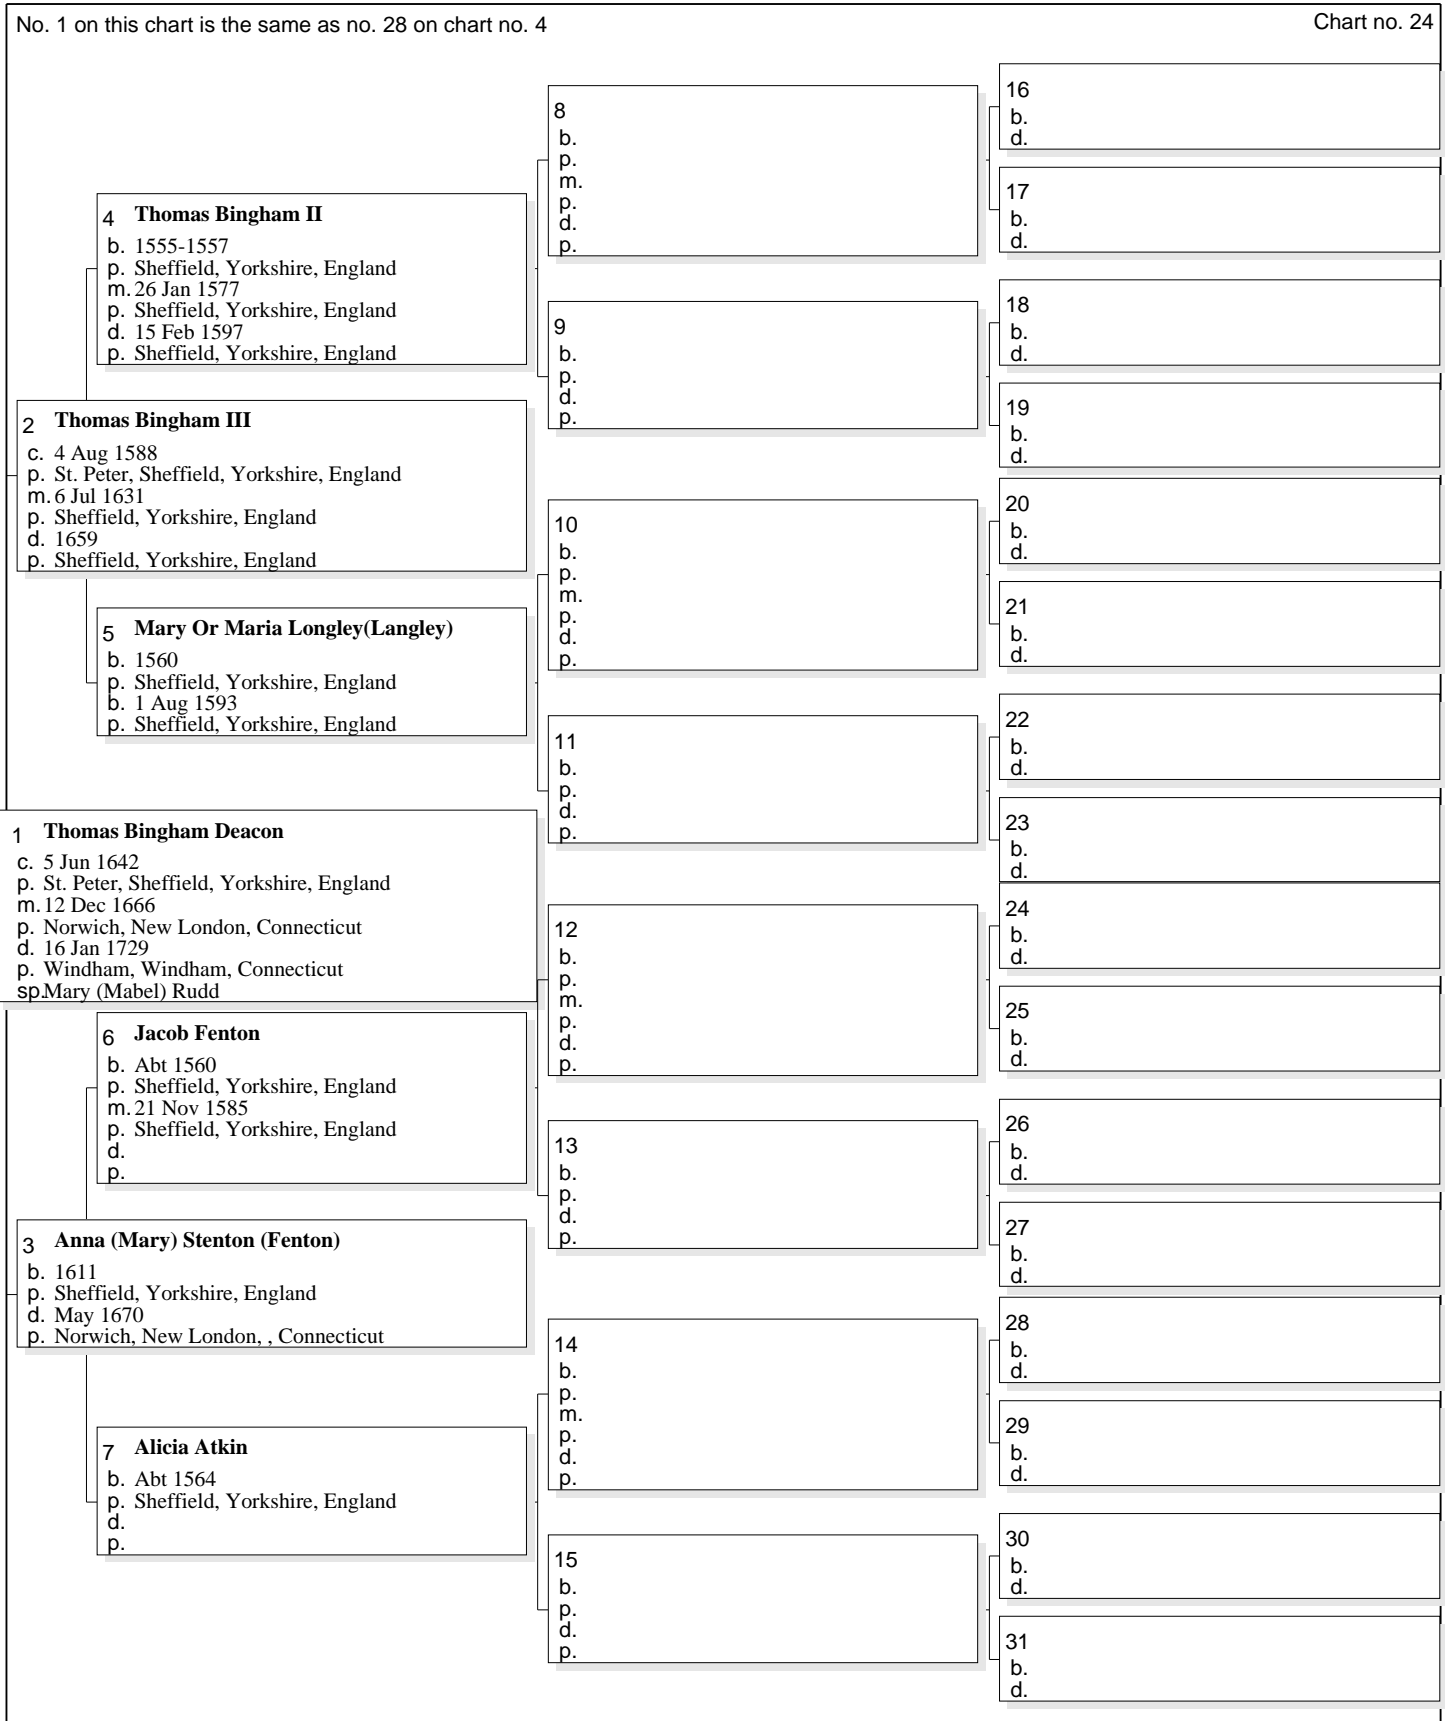 No. 1 on this chart is the same as no. 28 on chart no. 4
Chart no. 24
4 Thomas Bingham II
b. 1555-1557
p. Sheffield, Yorkshire, England
m. 26 Jan 1577
p. Sheffield, Yorkshire, England
d. 15 Feb 1597
p. Sheffield, Yorkshire, England
2 Thomas Bingham III
c. 4 Aug 1588
p. St. Peter, Sheffield, Yorkshire, England
m. 6 Jul 1631
p. Sheffield, Yorkshire, England
d. 1659
p. Sheffield, Yorkshire, England
5 Mary Or Maria Longley(Langley)
b. 1560
p. Sheffield, Yorkshire, England
b. 1 Aug 1593
p. Sheffield, Yorkshire, England
1 Thomas Bingham Deacon
c. 5 Jun 1642
p. St. Peter, Sheffield, Yorkshire, England
m. 12 Dec 1666
p. Norwich, New London, Connecticut
d. 16 Jan 1729
p. Windham, Windham, Connecticut
sp. Mary (Mabel) Rudd
6 Jacob Fenton
b. Abt 1560
p. Sheffield, Yorkshire, England
m. 21 Nov 1585
p. Sheffield, Yorkshire, England
d.
p.
3 Anna (Mary) Stenton (Fenton)
b. 1611
p. Sheffield, Yorkshire, England
d. May 1670
p. Norwich, New London, , Connecticut
7 Alicia Atkin
b. Abt 1564
p. Sheffield, Yorkshire, England
d.
p.
8
b.
p.
m.
p.
d.
p.
9
b.
p.
d.
p.
10
b.
p.
m.
p.
d.
p.
11
b.
p.
d.
p.
12
b.
p.
m.
p.
d.
p.
13
b.
p.
d.
p.
14
b.
p.
m.
p.
d.
p.
15
b.
p.
d.
p.
16
b.
d.
17
b.
d.
18
b.
d.
19
b.
d.
20
b.
d.
21
b.
d.
22
b.
d.
23
b.
d.
24
b.
d.
25
b.
d.
26
b.
d.
27
b.
d.
28
b.
d.
29
b.
d.
30
b.
d.
31
b.
d.